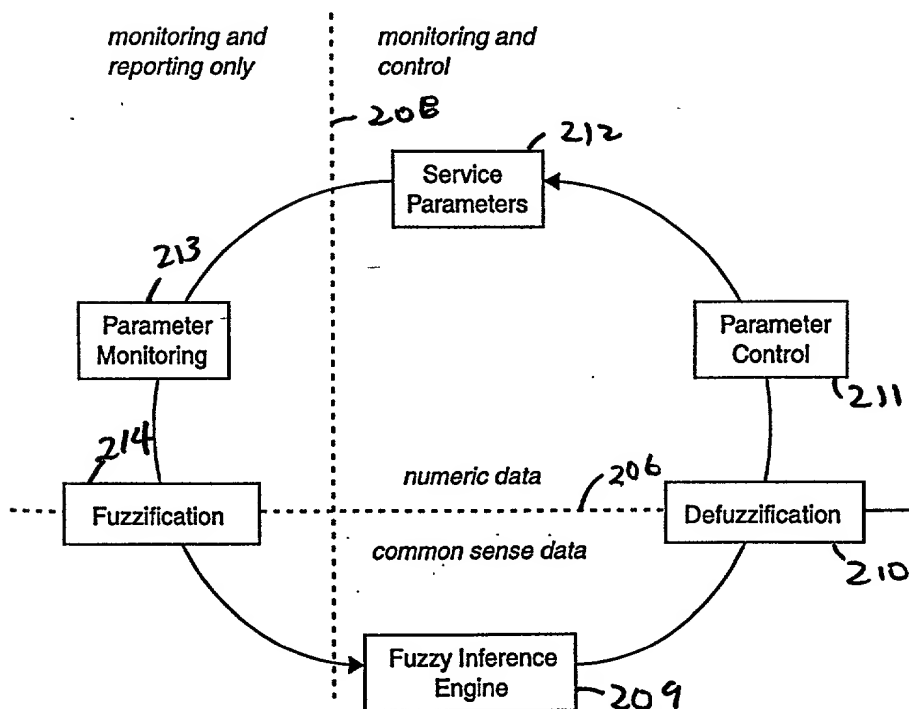 monitoring and
reporting only
monitoring and
control
208
212
Service
Parameters
213
Parameter
Monitoring
Parameter
Control
211
214
numeric data
206
Fuzzification
Defuzzification
common sense data
210
Fuzzy Inference
Engine
209